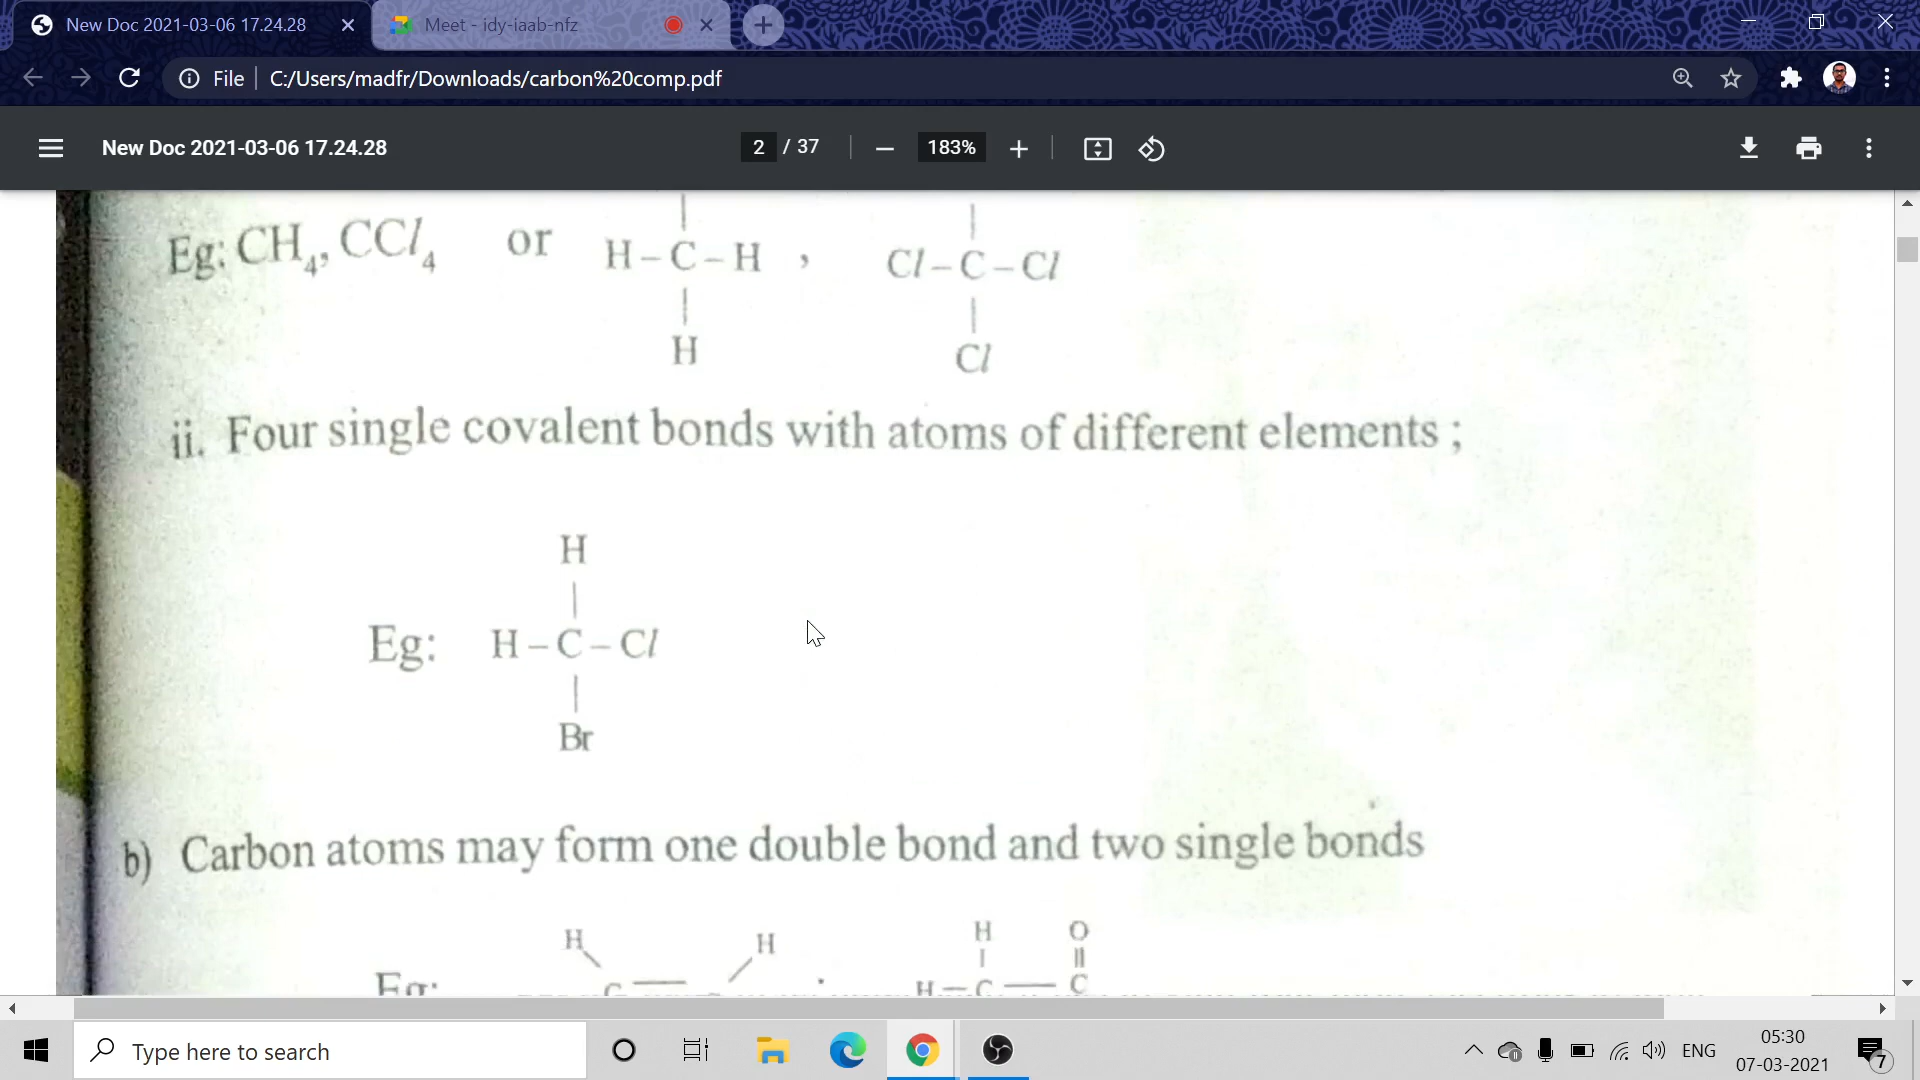 New Doc 2021-03-06 17.24.28
Meet - idy-iaab-nfz
File
C:/Users/madfr/Downloads/carbon%20comp.pdf
New Doc 2021-03-06 17.24.28
2 / 37
183%
Eg: CH4, CCl4 or H–C–H , Cl–C–Cl
H Cl
ii. Four single covalent bonds with atoms of different elements ;
H
Eg: H–C–Cl
Br
b) Carbon atoms may form one double bond and two single bonds
H H H O
Eg: C H–C—C
Type here to search
ENG
05:30
07-03-2021
7